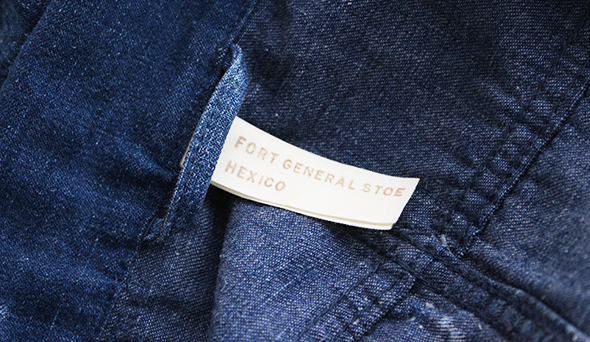 FORT GENERAL STOE
HEXICO